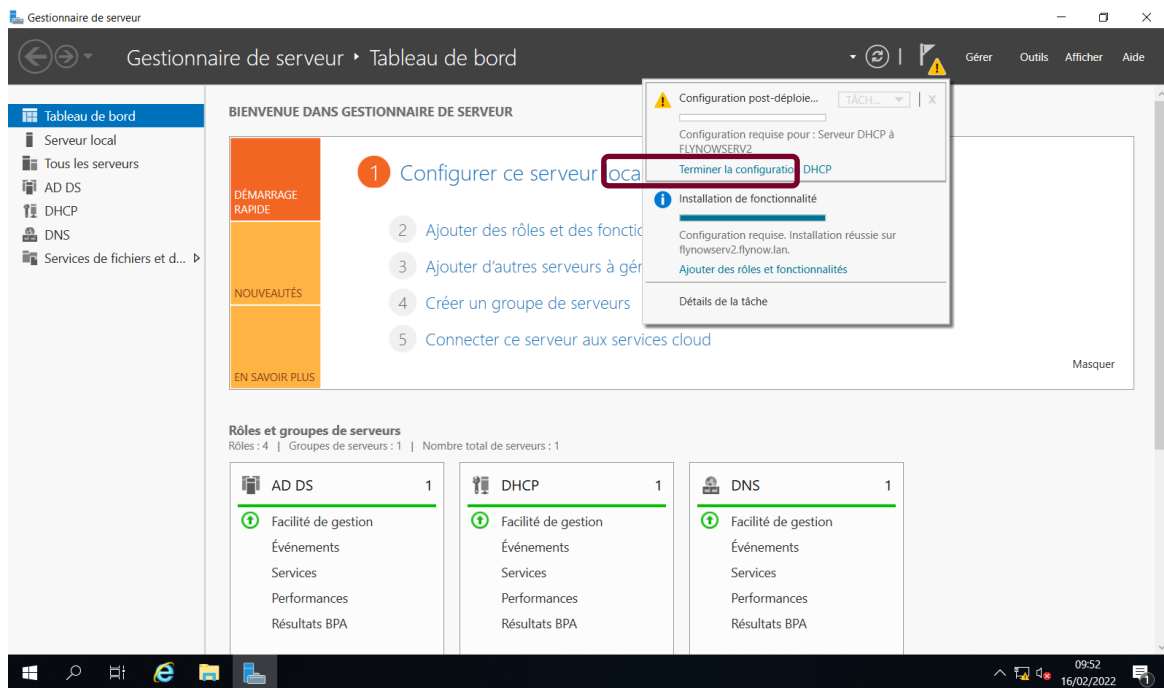 Gestionnaire de serveur
Gestionnaire de serveur ‣ Tableau de bord
Gérer Outils Afficher Aide
Tableau de bord
Serveur local
Tous les serveurs
AD DS
DHCP
DNS
Services de fichiers et d...
BIENVENUE DANS GESTIONNAIRE DE SERVEUR
DÉMARRAGE
RAPIDE
NOUVEAUTÉS
EN SAVOIR PLUS
1 Configurer ce serveur loca
2 Ajouter des rôles et des fonctic
3 Ajouter d'autres serveurs à gér
4 Créer un groupe de serveurs
5 Connecter ce serveur aux services cloud
Masquer
Configuration post-déploie... TÂCH... X
Configuration requise pour : Serveur DHCP à
FLYNOWSERV2
Terminer la configuration DHCP
Installation de fonctionnalité
Configuration requise. Installation réussie sur
flynowserv2.flynow.lan.
Ajouter des rôles et fonctionnalités
Détails de la tâche
Rôles et groupes de serveurs
Rôles : 4 | Groupes de serveurs : 1 | Nombre total de serveurs : 1
AD DS 1
Facilité de gestion
Événements
Services
Performances
Résultats BPA
DHCP 1
Facilité de gestion
Événements
Services
Performances
Résultats BPA
DNS 1
Facilité de gestion
Événements
Services
Performances
Résultats BPA
09:52
16/02/2022
1